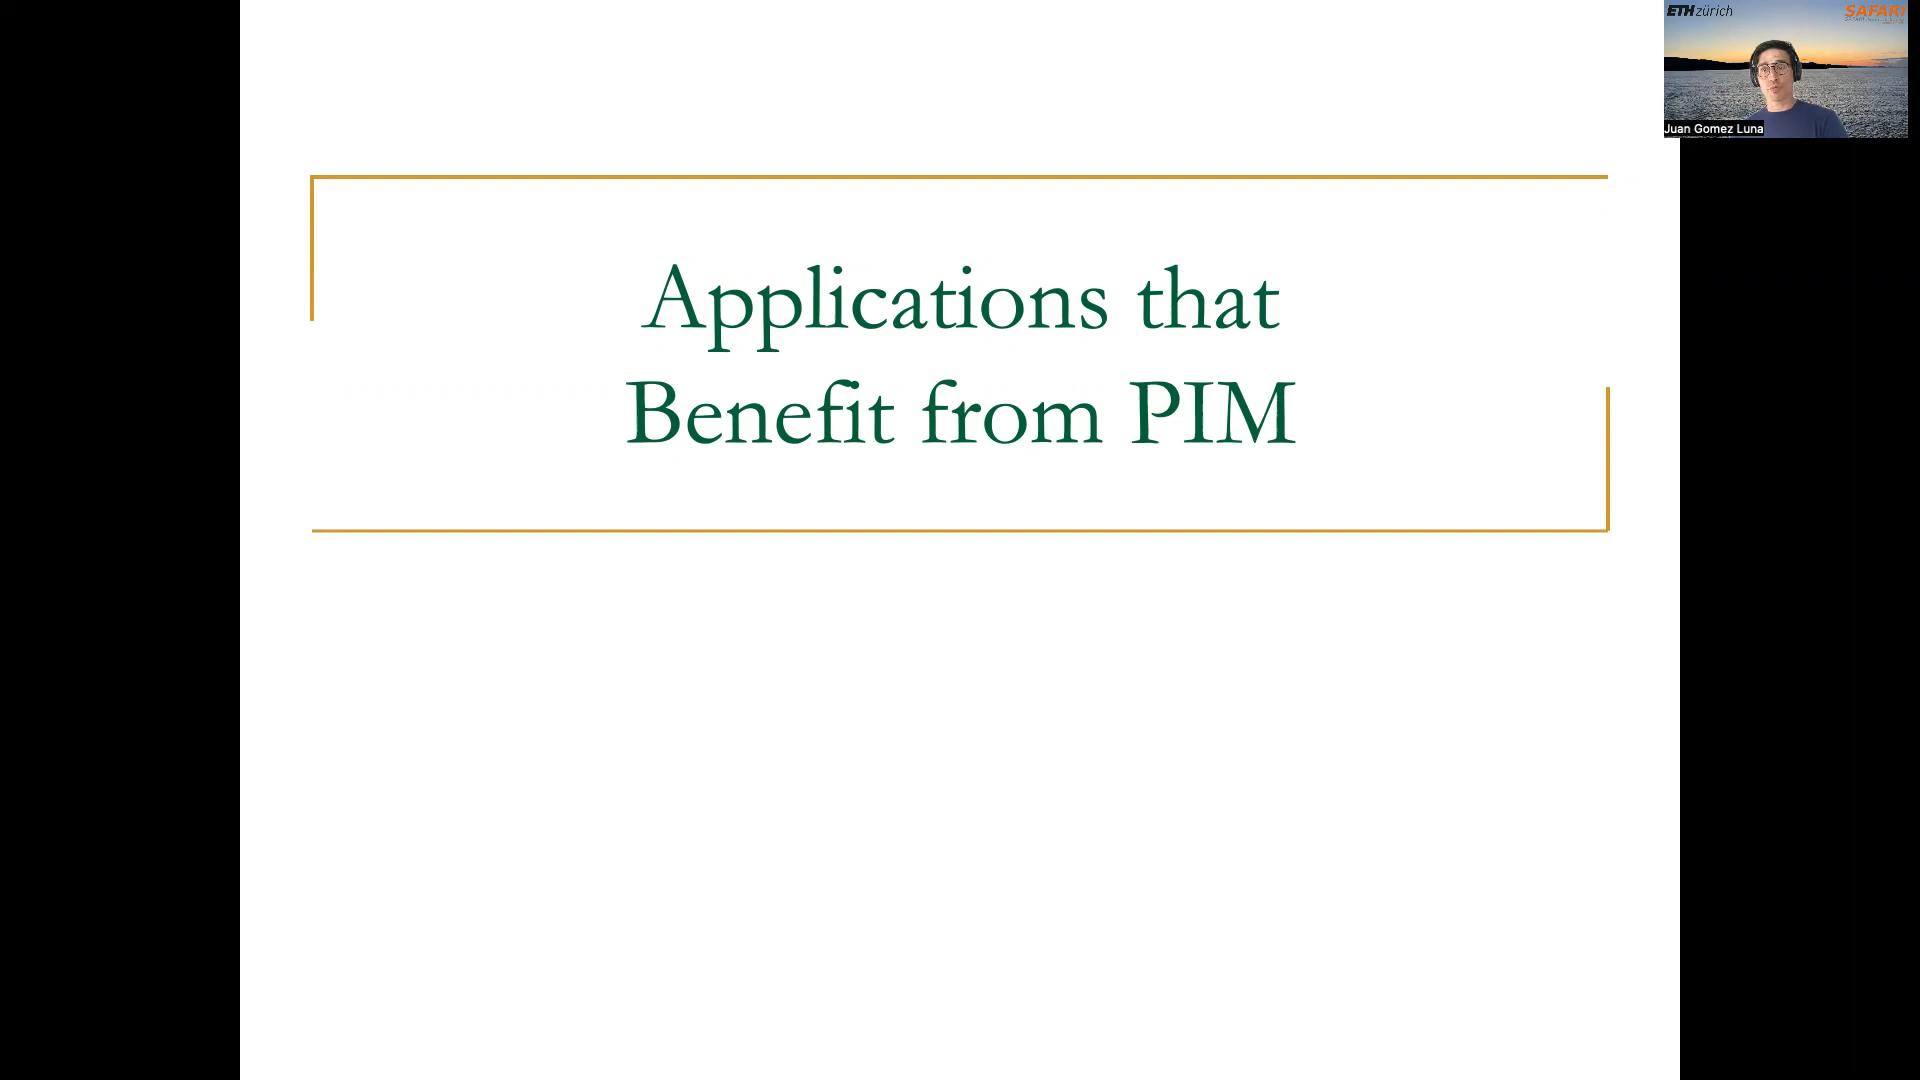 ETH zürich
SAFARI
Juan Gomez Luna
Applications that
Benefit from PIM